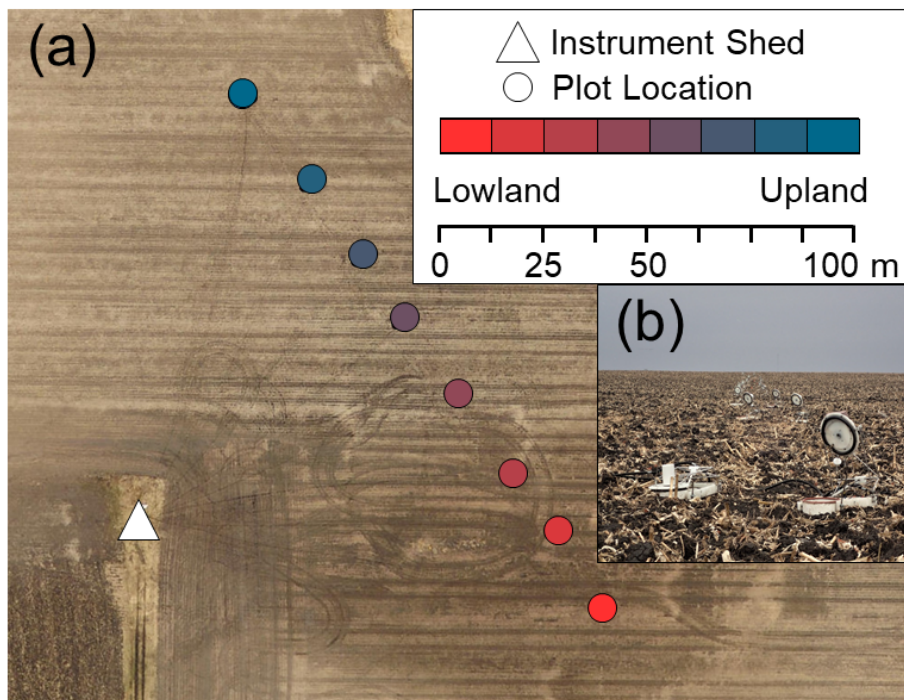 (a)
Instrument Shed
Plot Location
Lowland Upland
0 25 50 100 m
(b)